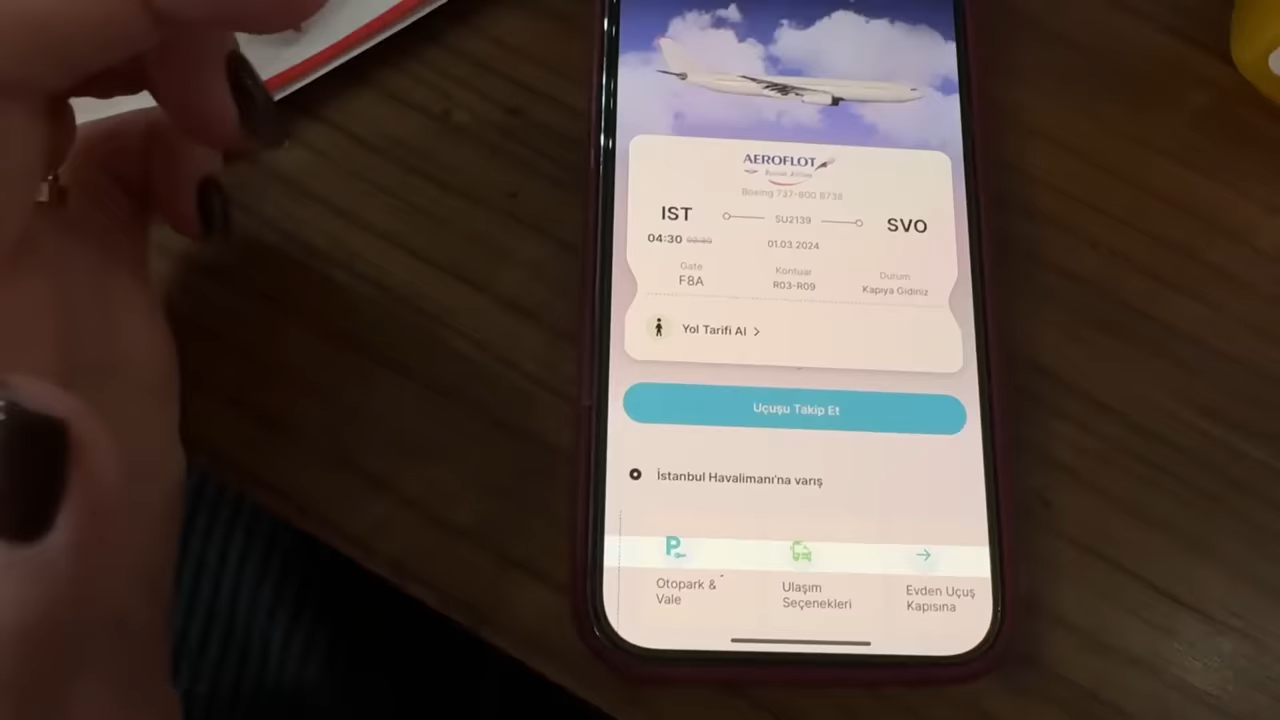 AEROFLOT
Russian Airlines
Boeing 737-800 B738
IST
SU2139
SVO
04:30
01.03.2024
Gate
Kontuar
Durum
F8A
R03-R09
Kapıya Gidiniz
Yol Tarifi Al >
Uçuşu Takip Et
İstanbul Havalimanı'na varış
Otopark &
Vale
Ulaşım
Seçenekleri
Evden Uçuş
Kapısına